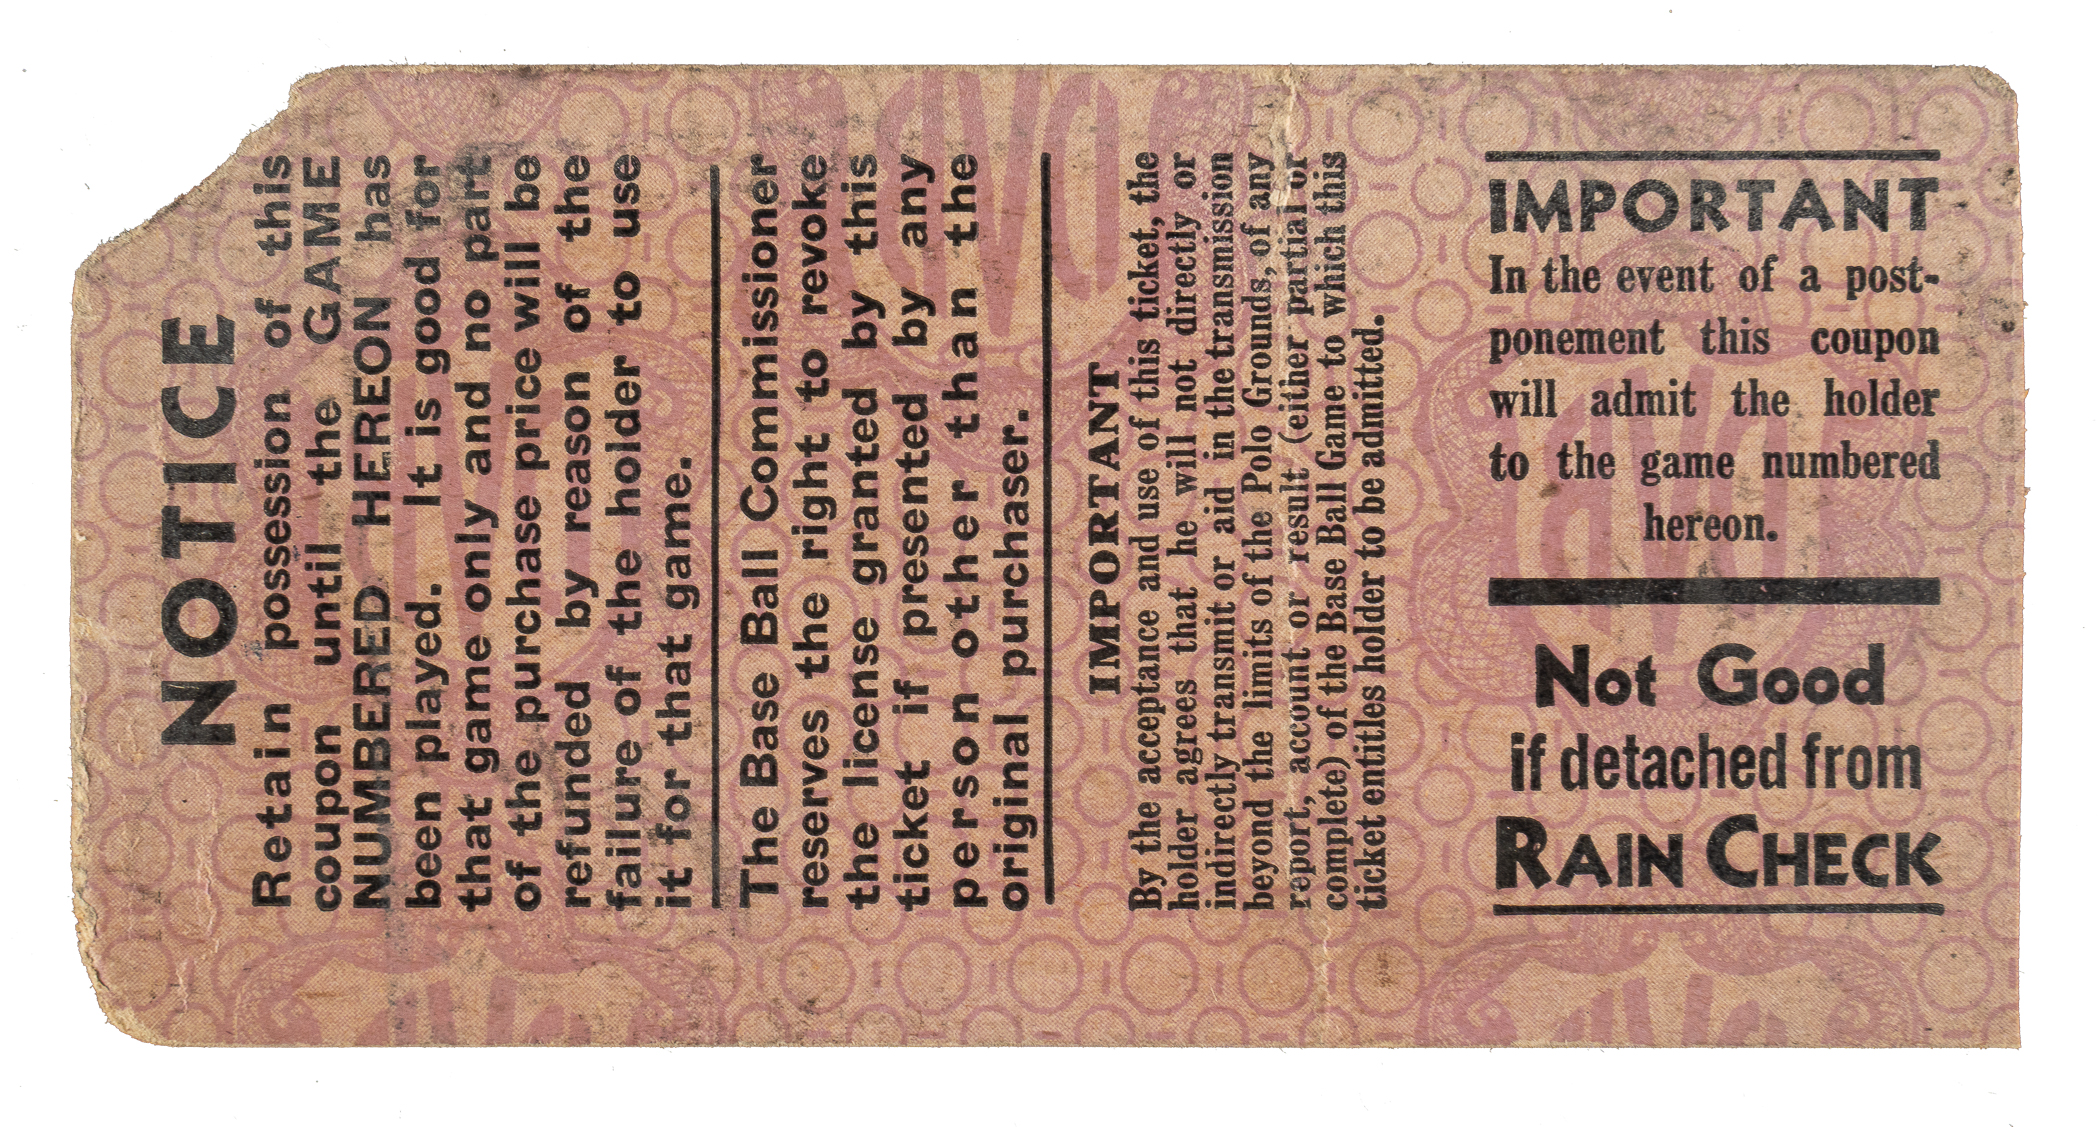 NOTICE
Retain possession of this
coupon until the GAME
NUMBERED HEREON has
been played. It is good for
that game only and no part
of the purchase price will be
refunded by reason of the
failure of the holder to use
it for that game.
The Base Ball Commissioner
reserves the right to revoke
the license granted by this
ticket if presented by any
person other than the
original purchaser.
IMPORTANT
By the acceptance and use of this ticket, the
holder agrees that he will not directly or
indirectly transmit or aid in the transmission
beyond the limits of the Polo Grounds, of any
report, account or result (either partial or
complete) of the Base Ball Game to which this
ticket entitles holder to be admitted.
IMPORTANT
In the event of a post-
ponement this coupon
will admit the holder
to the game numbered
hereon.
Not Good
if detached from
RAIN CHECK